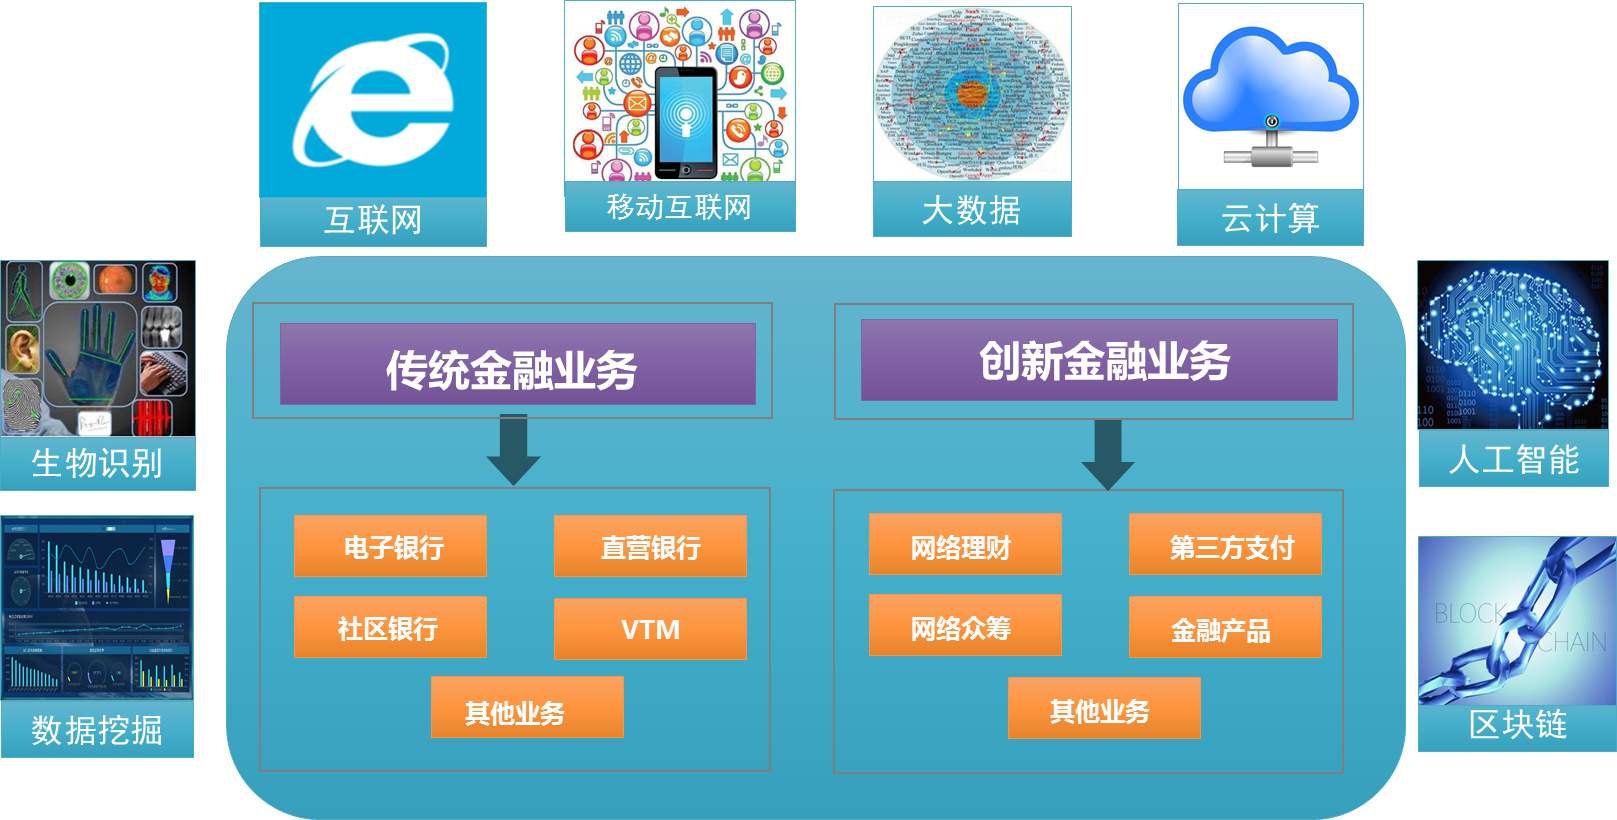 互联网
移动互联网
大数据
云计算
生物识别
人工智能
数据挖掘
BLOCK
CHAIN
区块链
传统金融业务
创新金融业务
电子银行
直营银行
社区银行
VTM
其他业务
网络理财
第三方支付
网络众筹
金融产品
其他业务